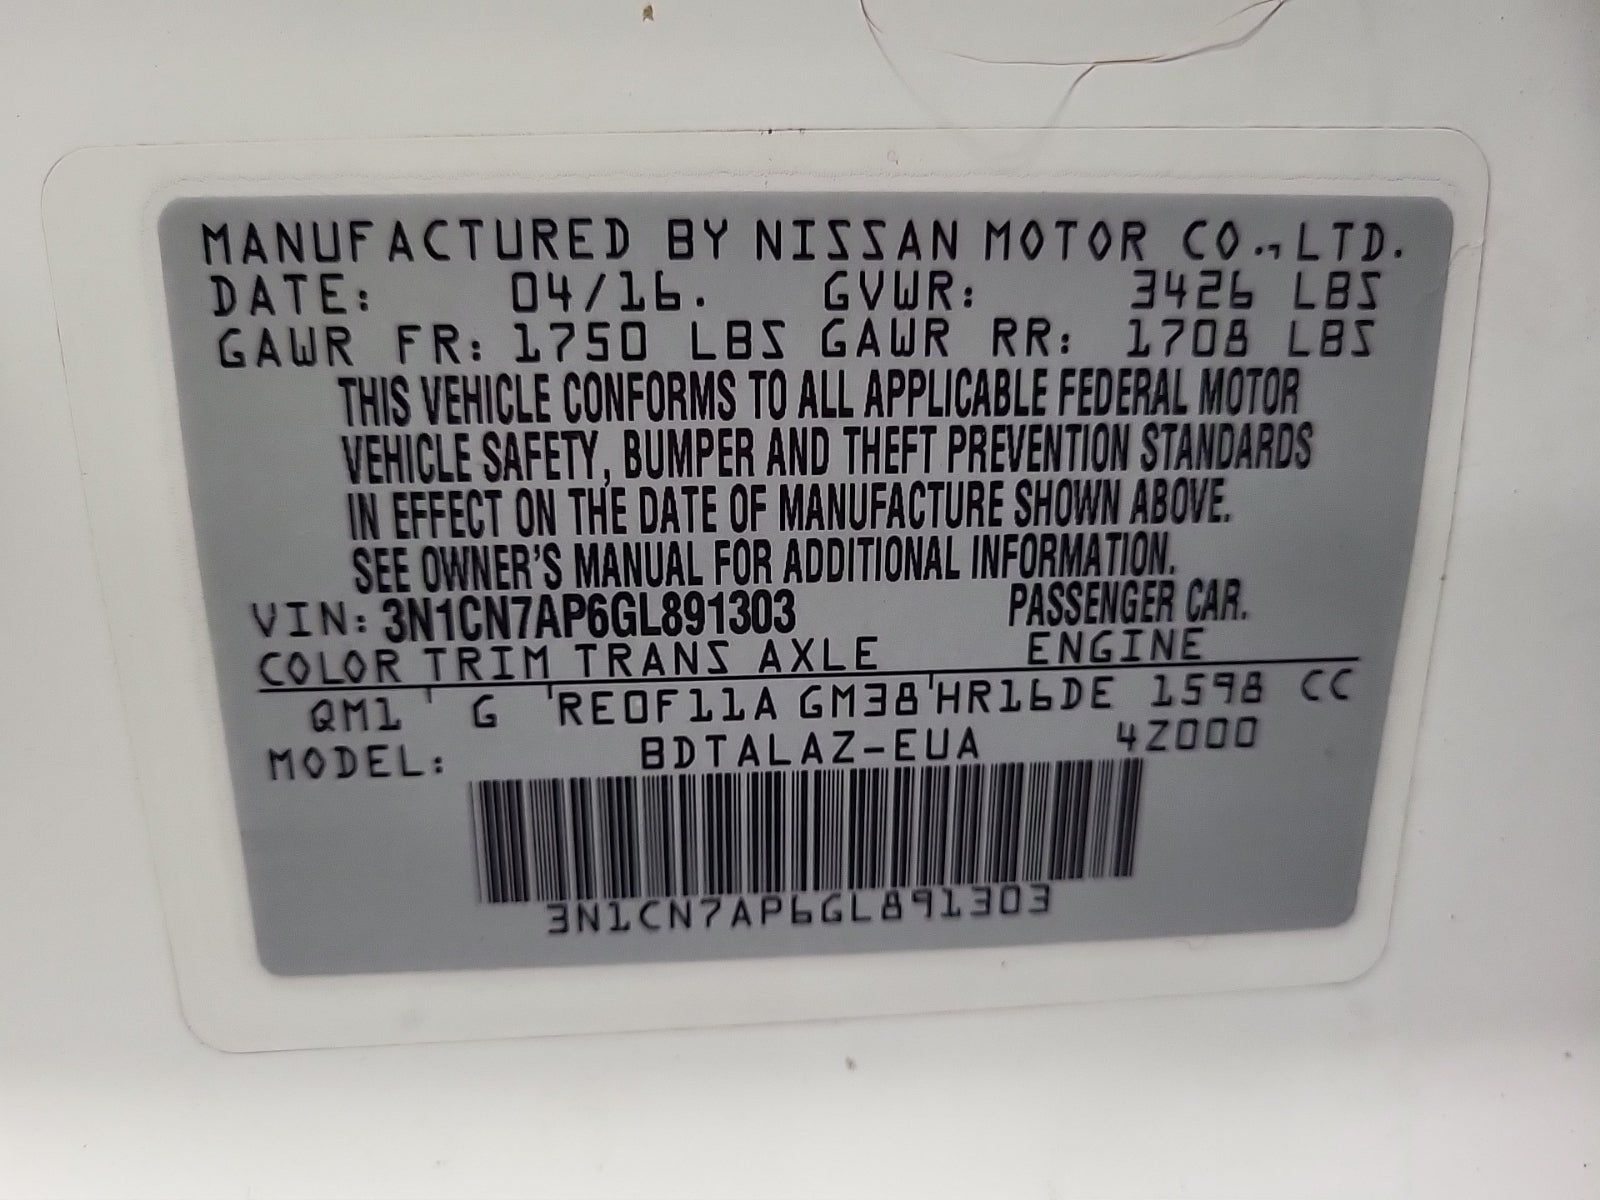 MANUFACTURED BY NISSAN MOTOR CO., LTD.
DATE: 04/16. GVWR: 3426 LBS
GAWR FR: 1750 LBS GAWR RR: 1708 LBS
THIS VEHICLE CONFORMS TO ALL APPLICABLE FEDERAL MOTOR
VEHICLE SAFETY, BUMPER AND THEFT PREVENTION STANDARDS
IN EFFECT ON THE DATE OF MANUFACTURE SHOWN ABOVE.
SEE OWNER'S MANUAL FOR ADDITIONAL INFORMATION.
VIN: 3N1CN7AP6GL891303 PASSENGER CAR.
COLOR TRIM TRANS AXLE ENGINE
QM1 G RE0F11A GM38 HR16DE 1598 CC
MODEL: BDTALAZ-EUA 4Z000
3N1CN7AP6GL891303